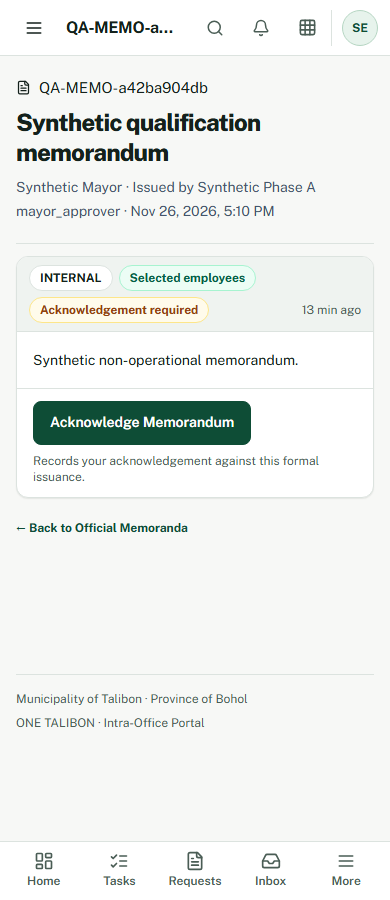 QA-MEMO-a...
SE
QA-MEMO-a42ba904db
Synthetic qualification
memorandum
Synthetic Mayor · Issued by Synthetic Phase A
mayor_approver · Nov 26, 2026, 5:10 PM
INTERNAL
Selected employees
Acknowledgement required
13 min ago
Synthetic non-operational memorandum.
Acknowledge Memorandum
Records your acknowledgement against this formal
issuance.
← Back to Official Memoranda
Municipality of Talibon · Province of Bohol
ONE TALIBON · Intra-Office Portal
Home
Tasks
Requests
Inbox
More